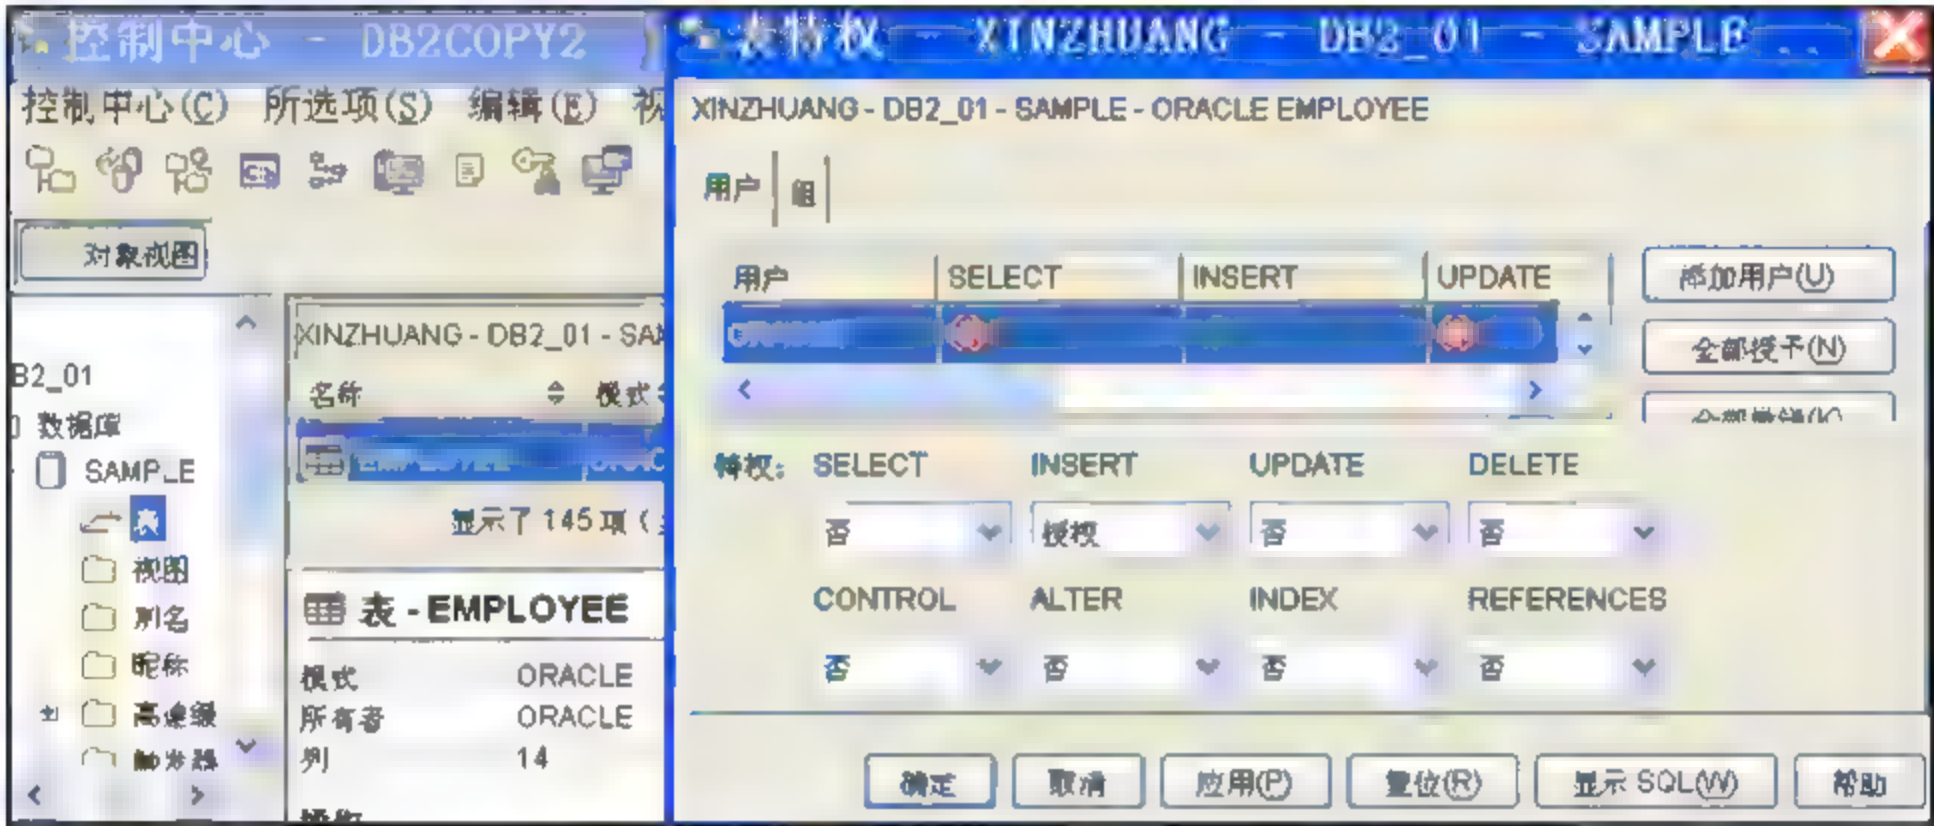 控制中心 - DB2COPY2
控制中心(C) 所选项(S) 编辑(E) 视
对象视图
B2_01
数据库
SAMPLE
表
视图
别名
昵称
高速缓
触发器
XINZHUANG - DB2_01 - SAM
名称 模式
显示了 145 项 (
表 - EMPLOYEE
模式 ORACLE
所有者 ORACLE
列 14
表特权 - XINZHUANG - DB2_01 - SAMPLE ...
XINZHUANG - DB2_01 - SAMPLE - ORACLE EMPLOYEE
用户 组
用户 SELECT INSERT UPDATE
添加用户(U)
全部授予(N)
特权: SELECT INSERT UPDATE DELETE
否 授权 否 否
CONTROL ALTER INDEX REFERENCES
否 否 否 否
确定 取消 应用(P) 复位(R) 显示 SQL(W) 帮助